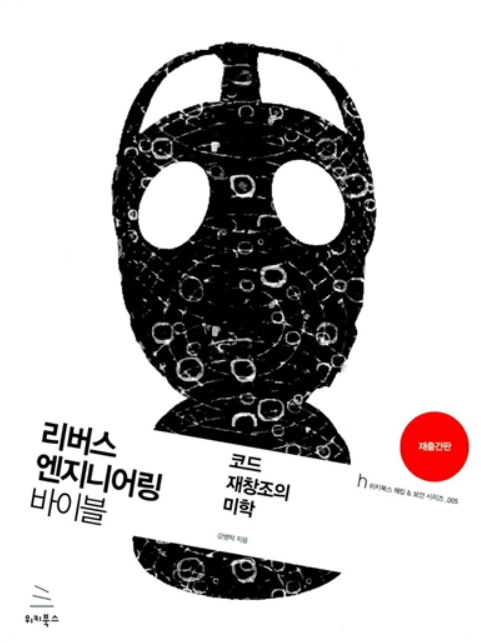 리버스
엔지니어링
바이블
코드
재창조의
미학
강병탁 지음
재출간판
h 위키북스 해킹 & 보안 시리즈_005
위키북스